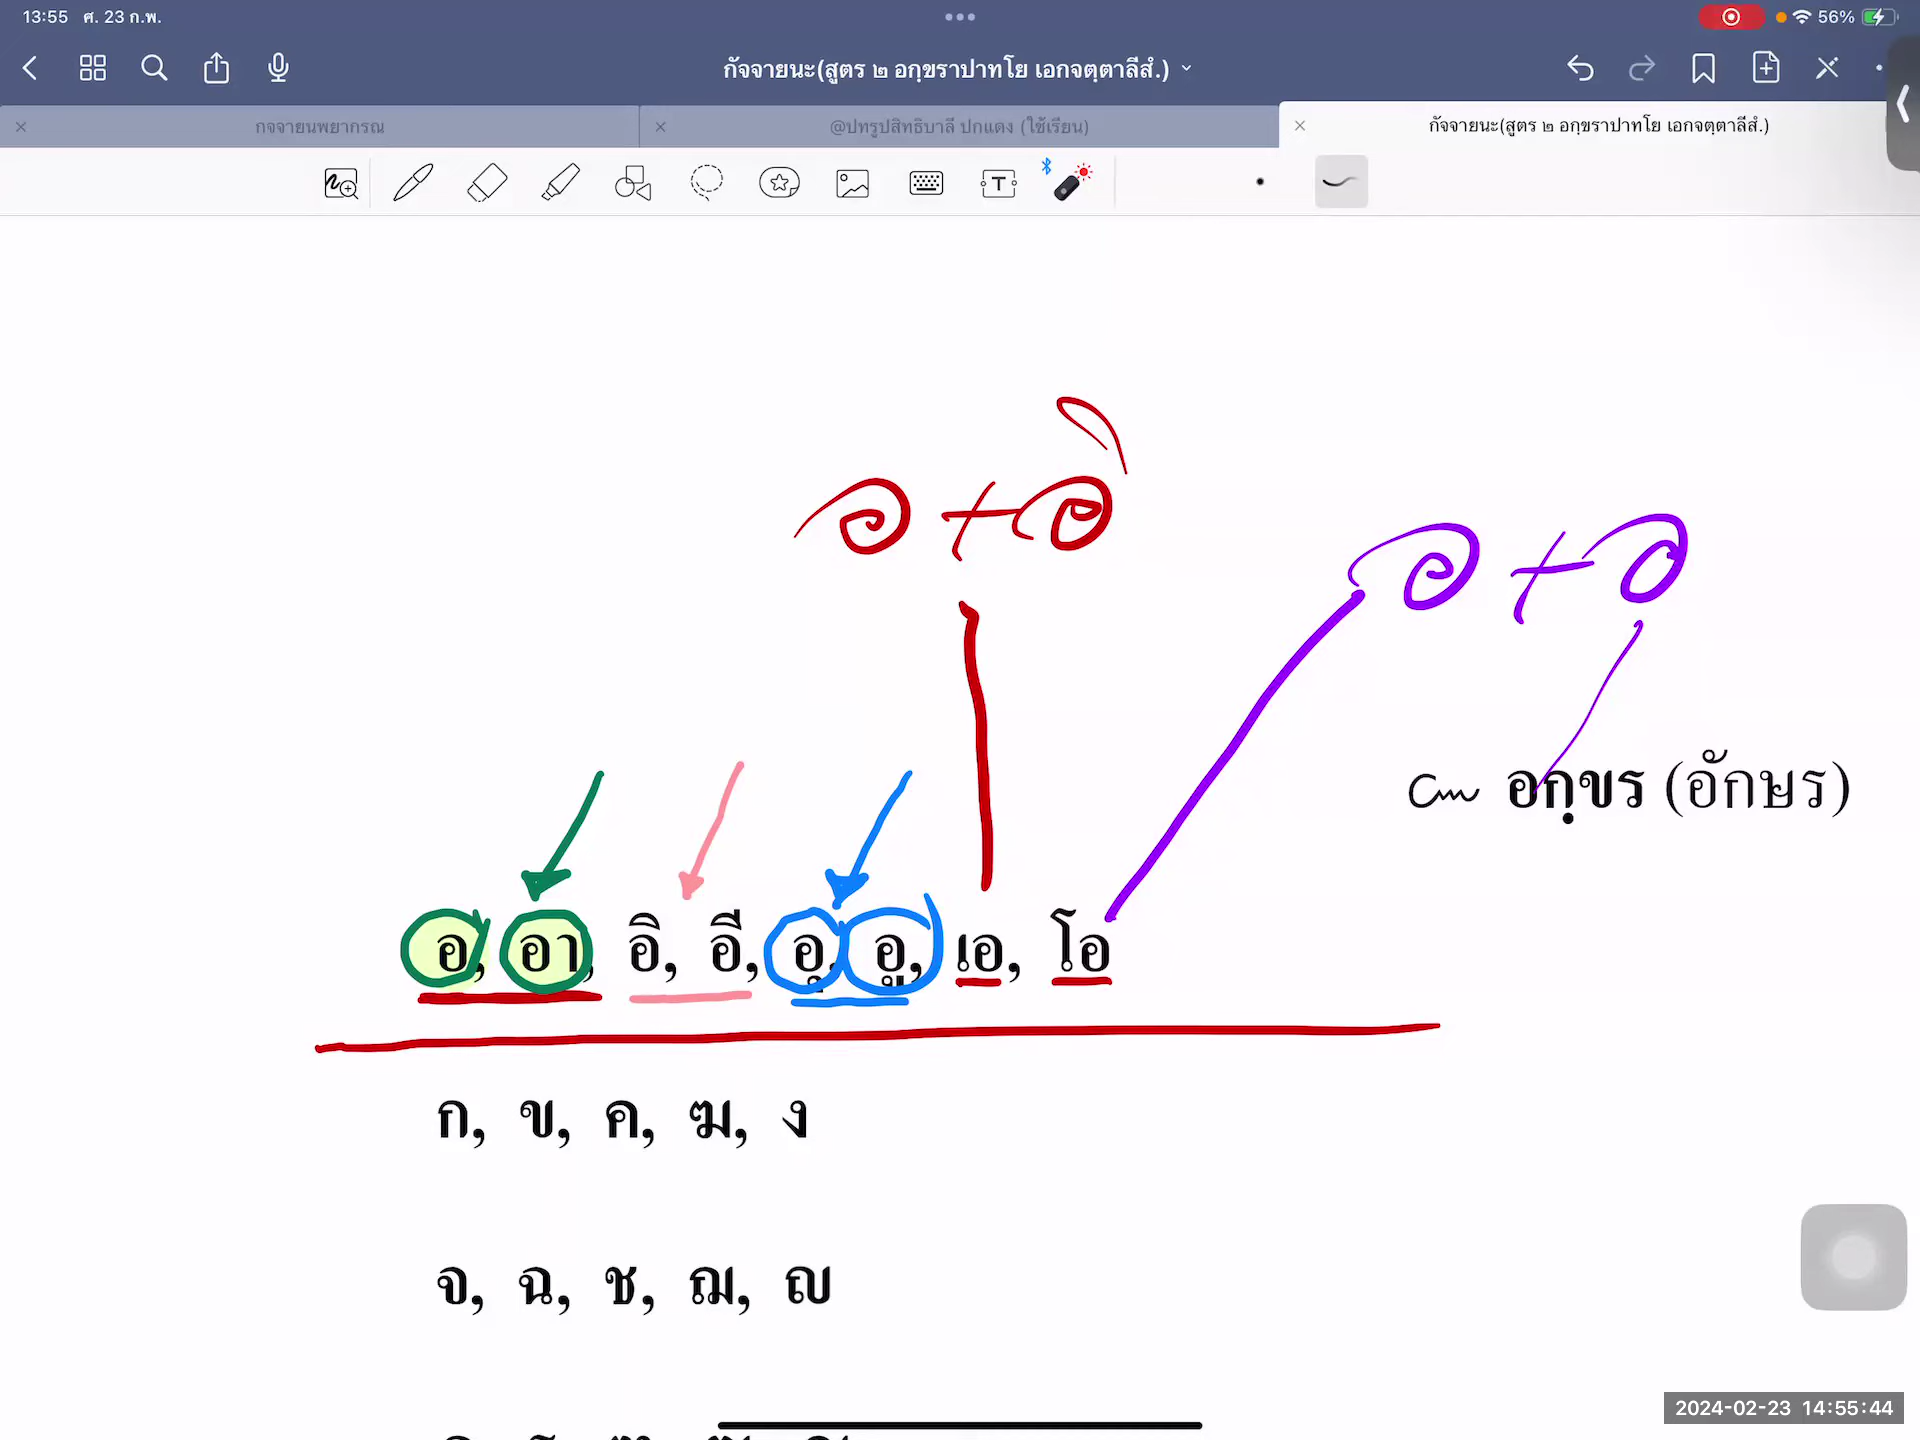 13:55 ศ. 23 ก.พ.
56%
กัจจายนะ(สูตร ๒ อกฺขราปาทโย เอกจตฺตาลีสํ.)
กจจายนพยากรณ
@ปทรูปสิทธิบาลี ปกแดง (ใช้เรียน)
กัจจายนะ(สูตร ๒ อกฺขราปาทโย เอกจตฺตาลีสํ.)
อ + อิ
อ + อ
อกฺขร (อักษร)
อ, อา, อิ, อี, อุ, อู, เอ, โอ
ก, ข, ค, ฆ, ง
จ, ฉ, ช, ฌ, ญ
2024-02-23 14:55:44